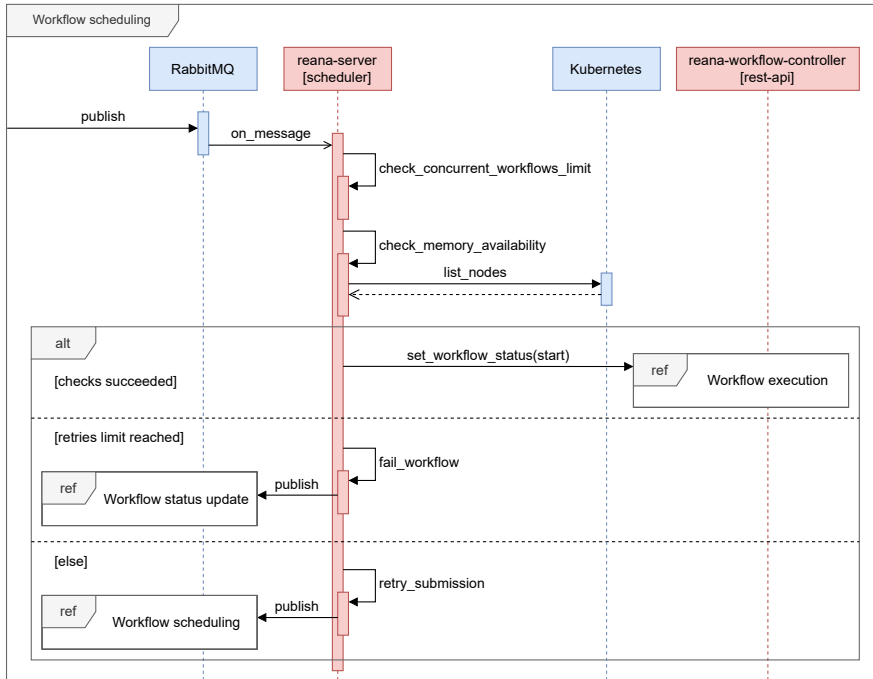 Workflow scheduling
RabbitMQ
reana-server
[scheduler]
Kubernetes
reana-workflow-controller
[rest-api]
publish
on_message
check_concurrent_workflows_limit
check_memory_availability
list_nodes
alt
set_workflow_status(start)
ref
Workflow execution
[checks succeeded]
[retries limit reached]
fail_workflow
ref
Workflow status update
publish
[else]
retry_submission
ref
Workflow scheduling
publish